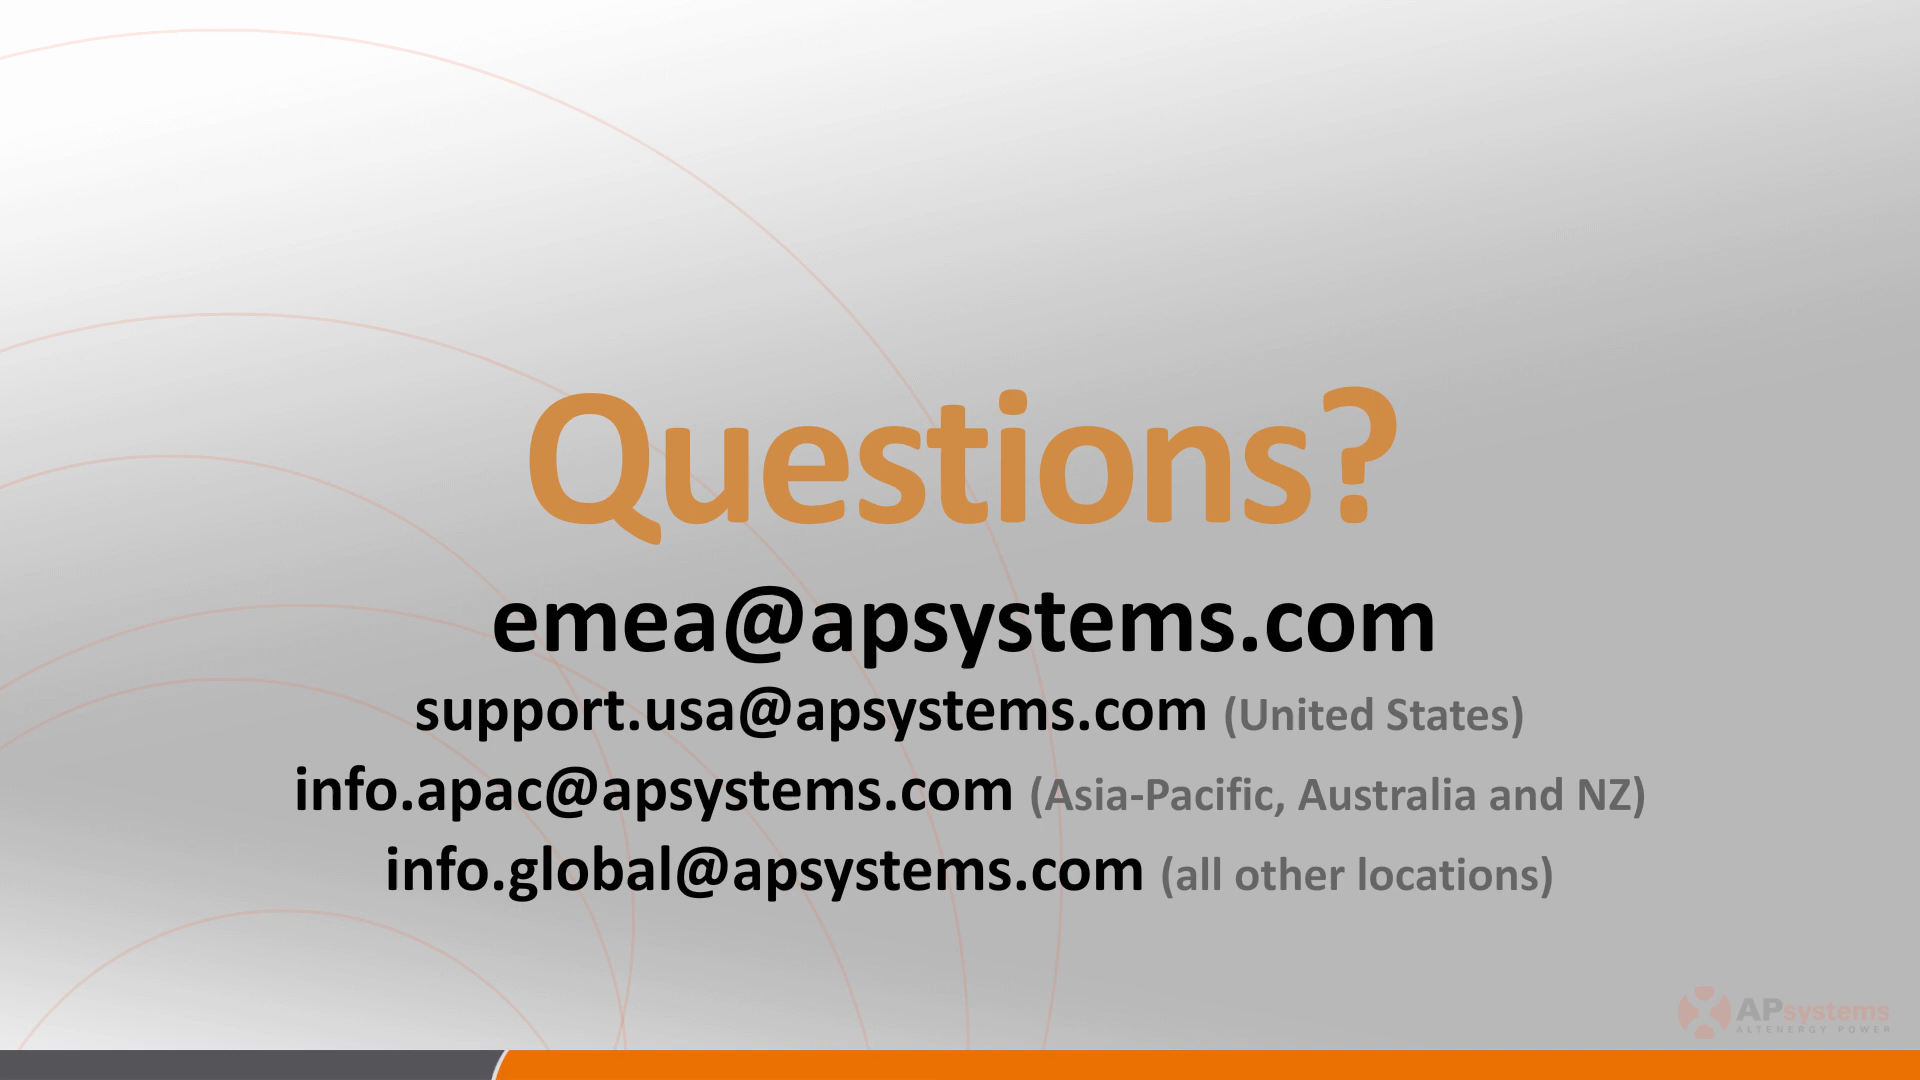 Questions?
emea@apsystems.com
support.usa@apsystems.com (United States)
info.apac@apsystems.com (Asia-Pacific, Australia and NZ)
info.global@apsystems.com (all other locations)
APsystems
ALTENERGY POWER